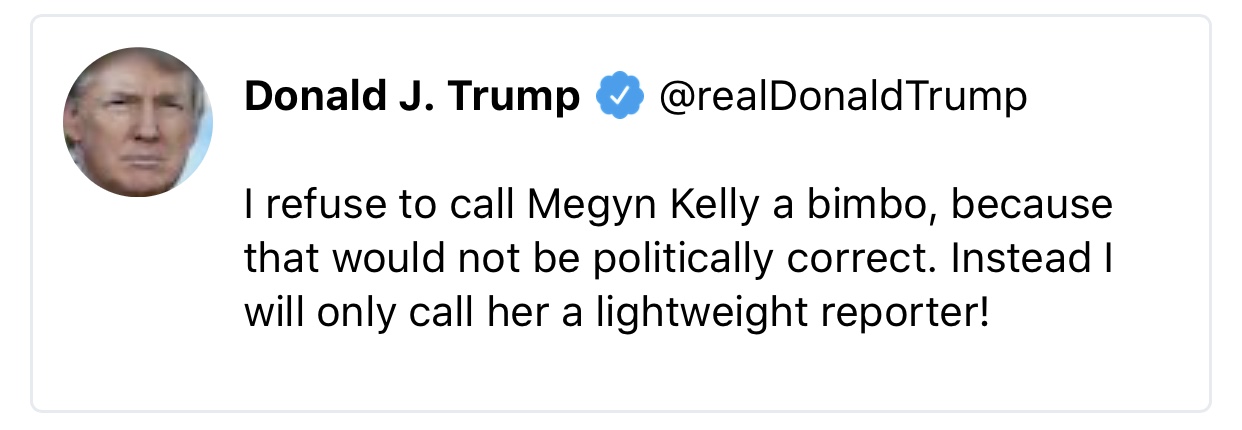 Donald J. Trump @realDonaldTrump
I refuse to call Megyn Kelly a bimbo, because
that would not be politically correct. Instead I
will only call her a lightweight reporter!